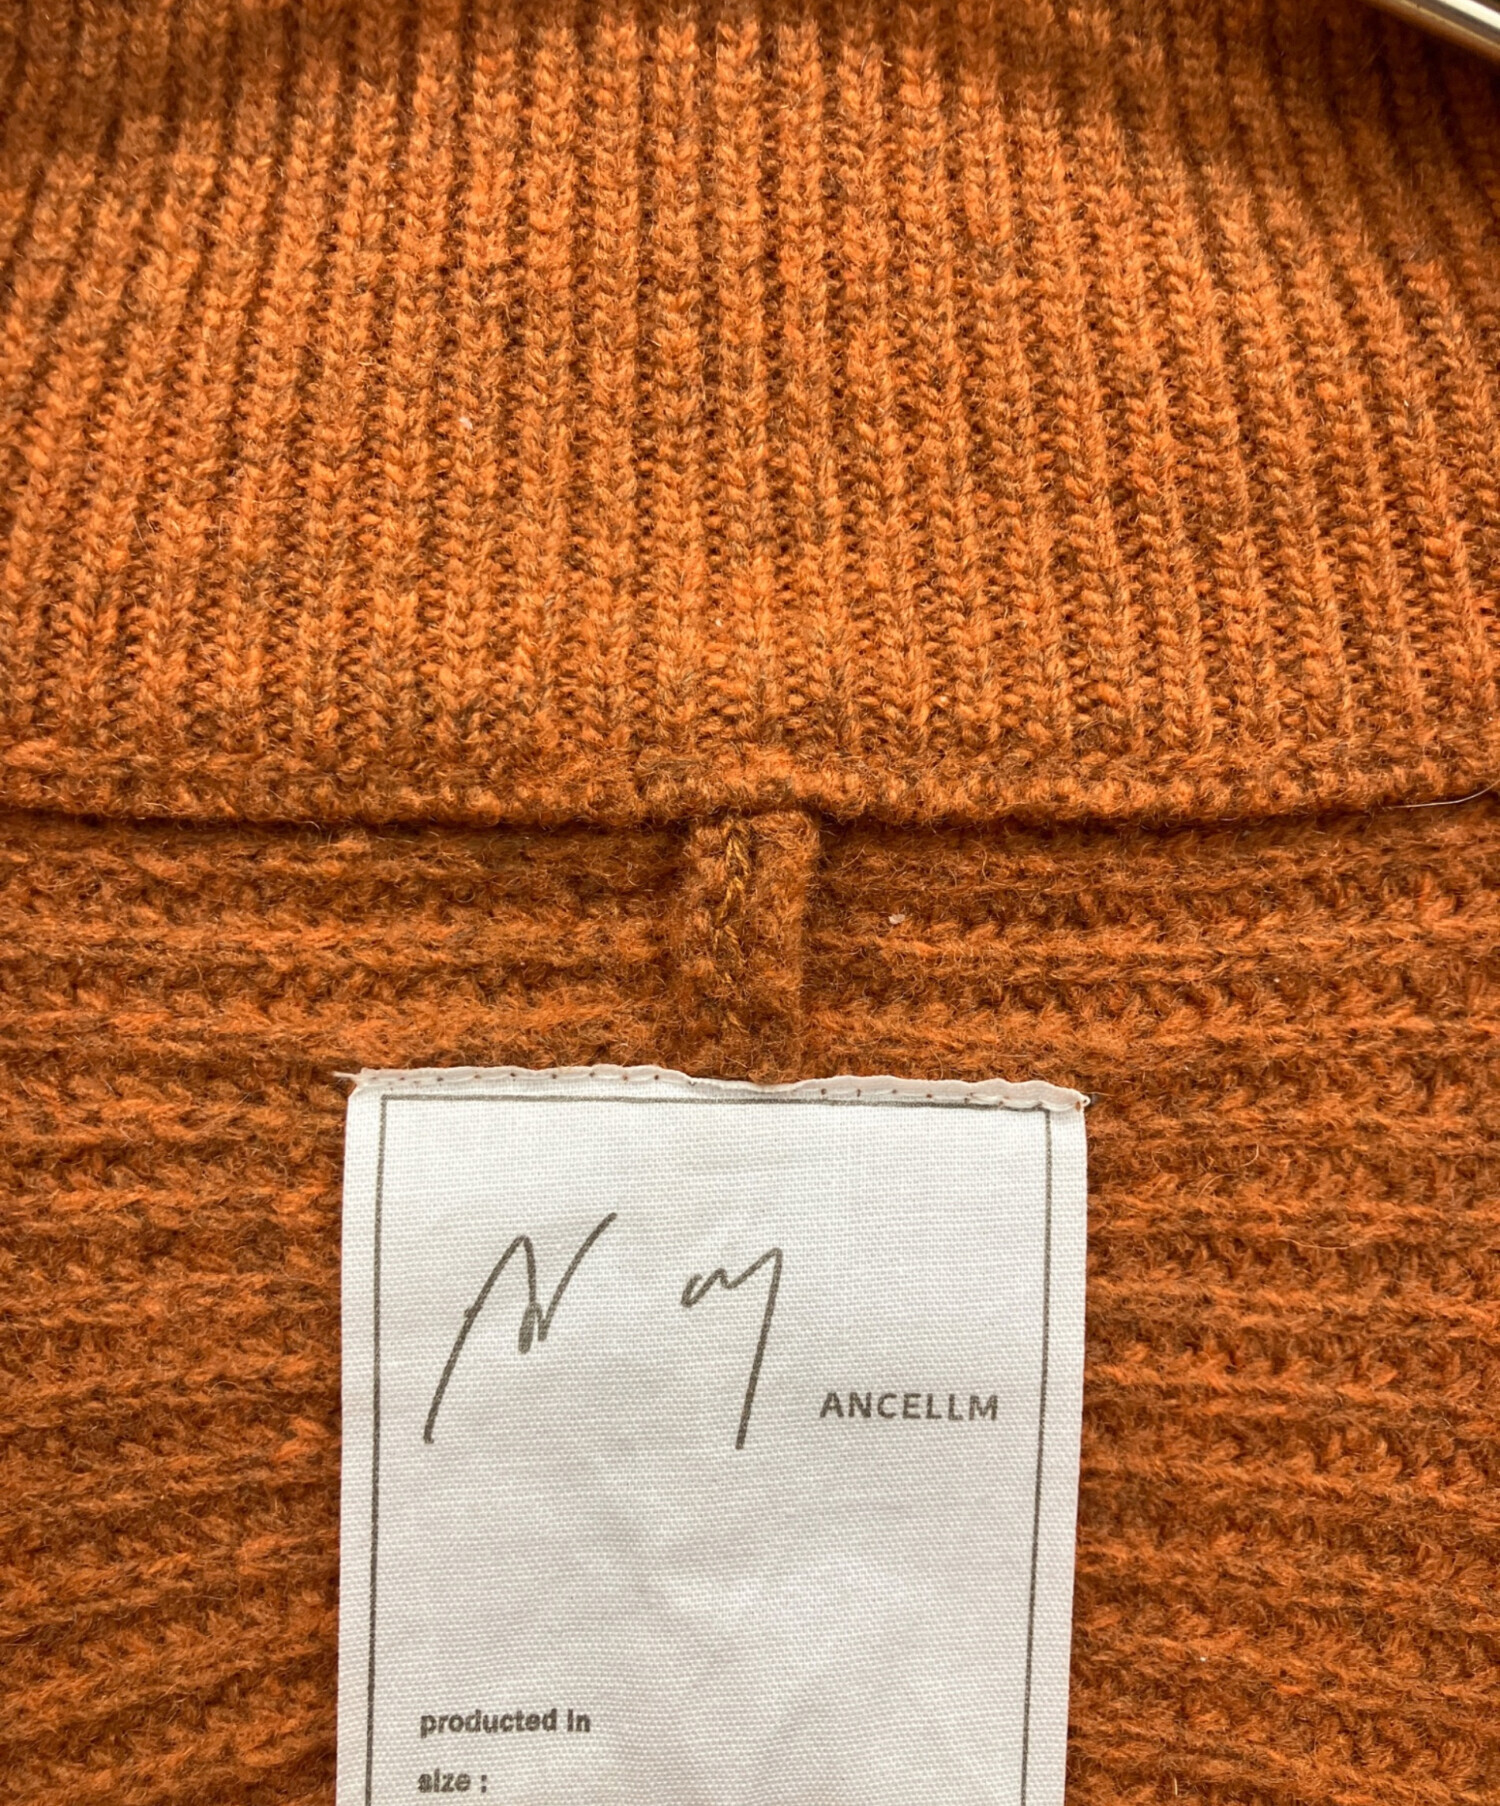 ANCELLM
producted in
size :